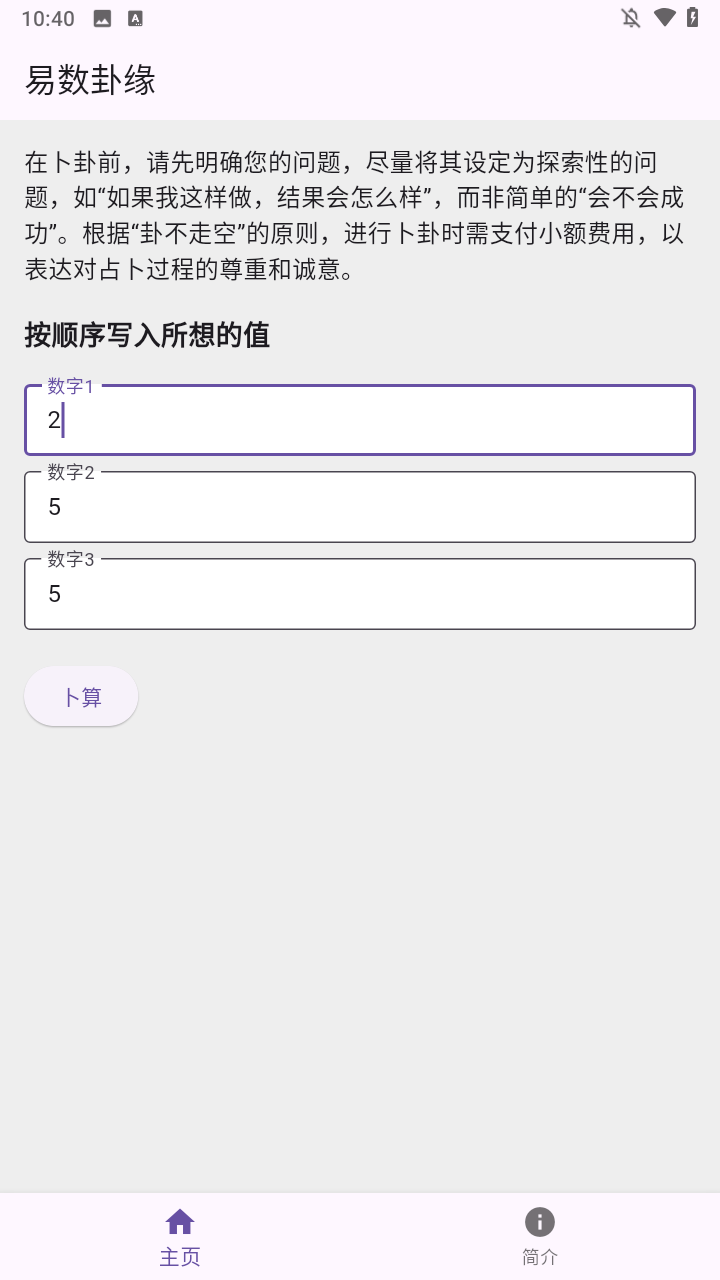 10:40
易数卦缘
在卜卦前，请先明确您的问题，尽量将其设定为探索性的问
题，如“如果我这样做，结果会怎么样”，而非简单的“会不会成
功”。根据“卦不走空”的原则，进行卜卦时需支付小额费用，以
表达对占卜过程的尊重和诚意。
按顺序写入所想的值
数字1
2
数字2
5
数字3
5
卜算
主页
简介